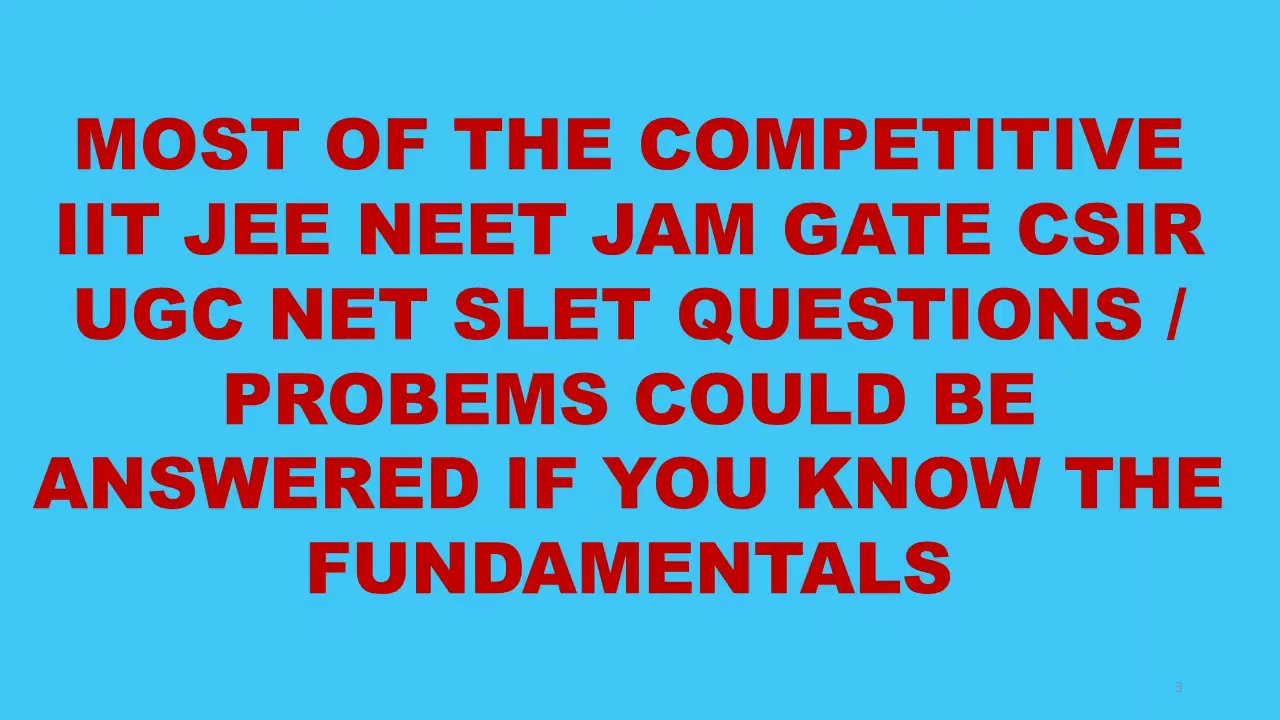 MOST OF THE COMPETITIVE
IIT JEE NEET JAM GATE CSIR
UGC NET SLET QUESTIONS /
PROBEMS COULD BE
ANSWERED IF YOU KNOW THE
FUNDAMENTALS
3